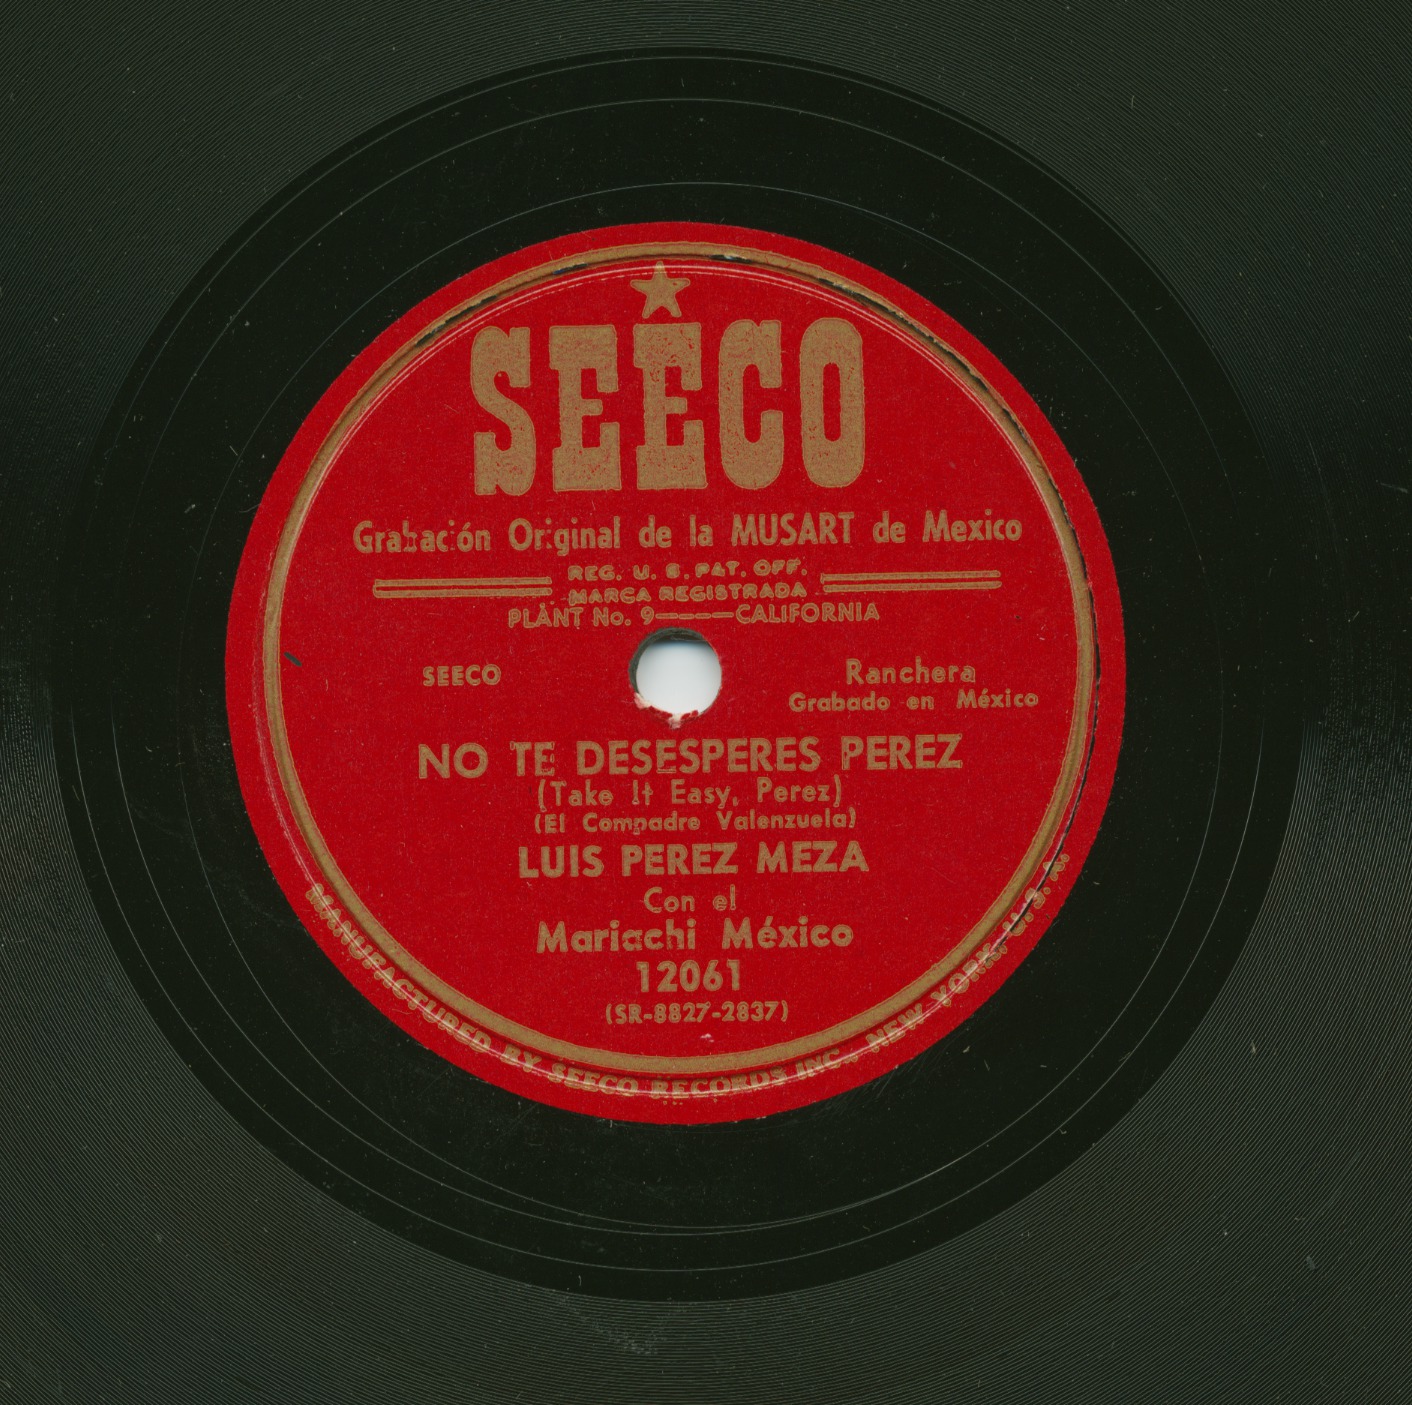 SEECO
Grabación Original de la MUSART de Mexico
REG. U. S. PAT. OFF.
MARCA REGISTRADA
PLANT No. 9----CALIFORNIA
SEECO
Ranchera
Grabado en México
NO TE DESESPERES PEREZ
(Take It Easy, Perez)
(El Compadre Valenzuela)
LUIS PEREZ MEZA
Con el
Mariachi México
12061
(SR-8827-2837)
MANUFACTURED BY SEECO RECORDS INC., NEW YORK, U. S. A.